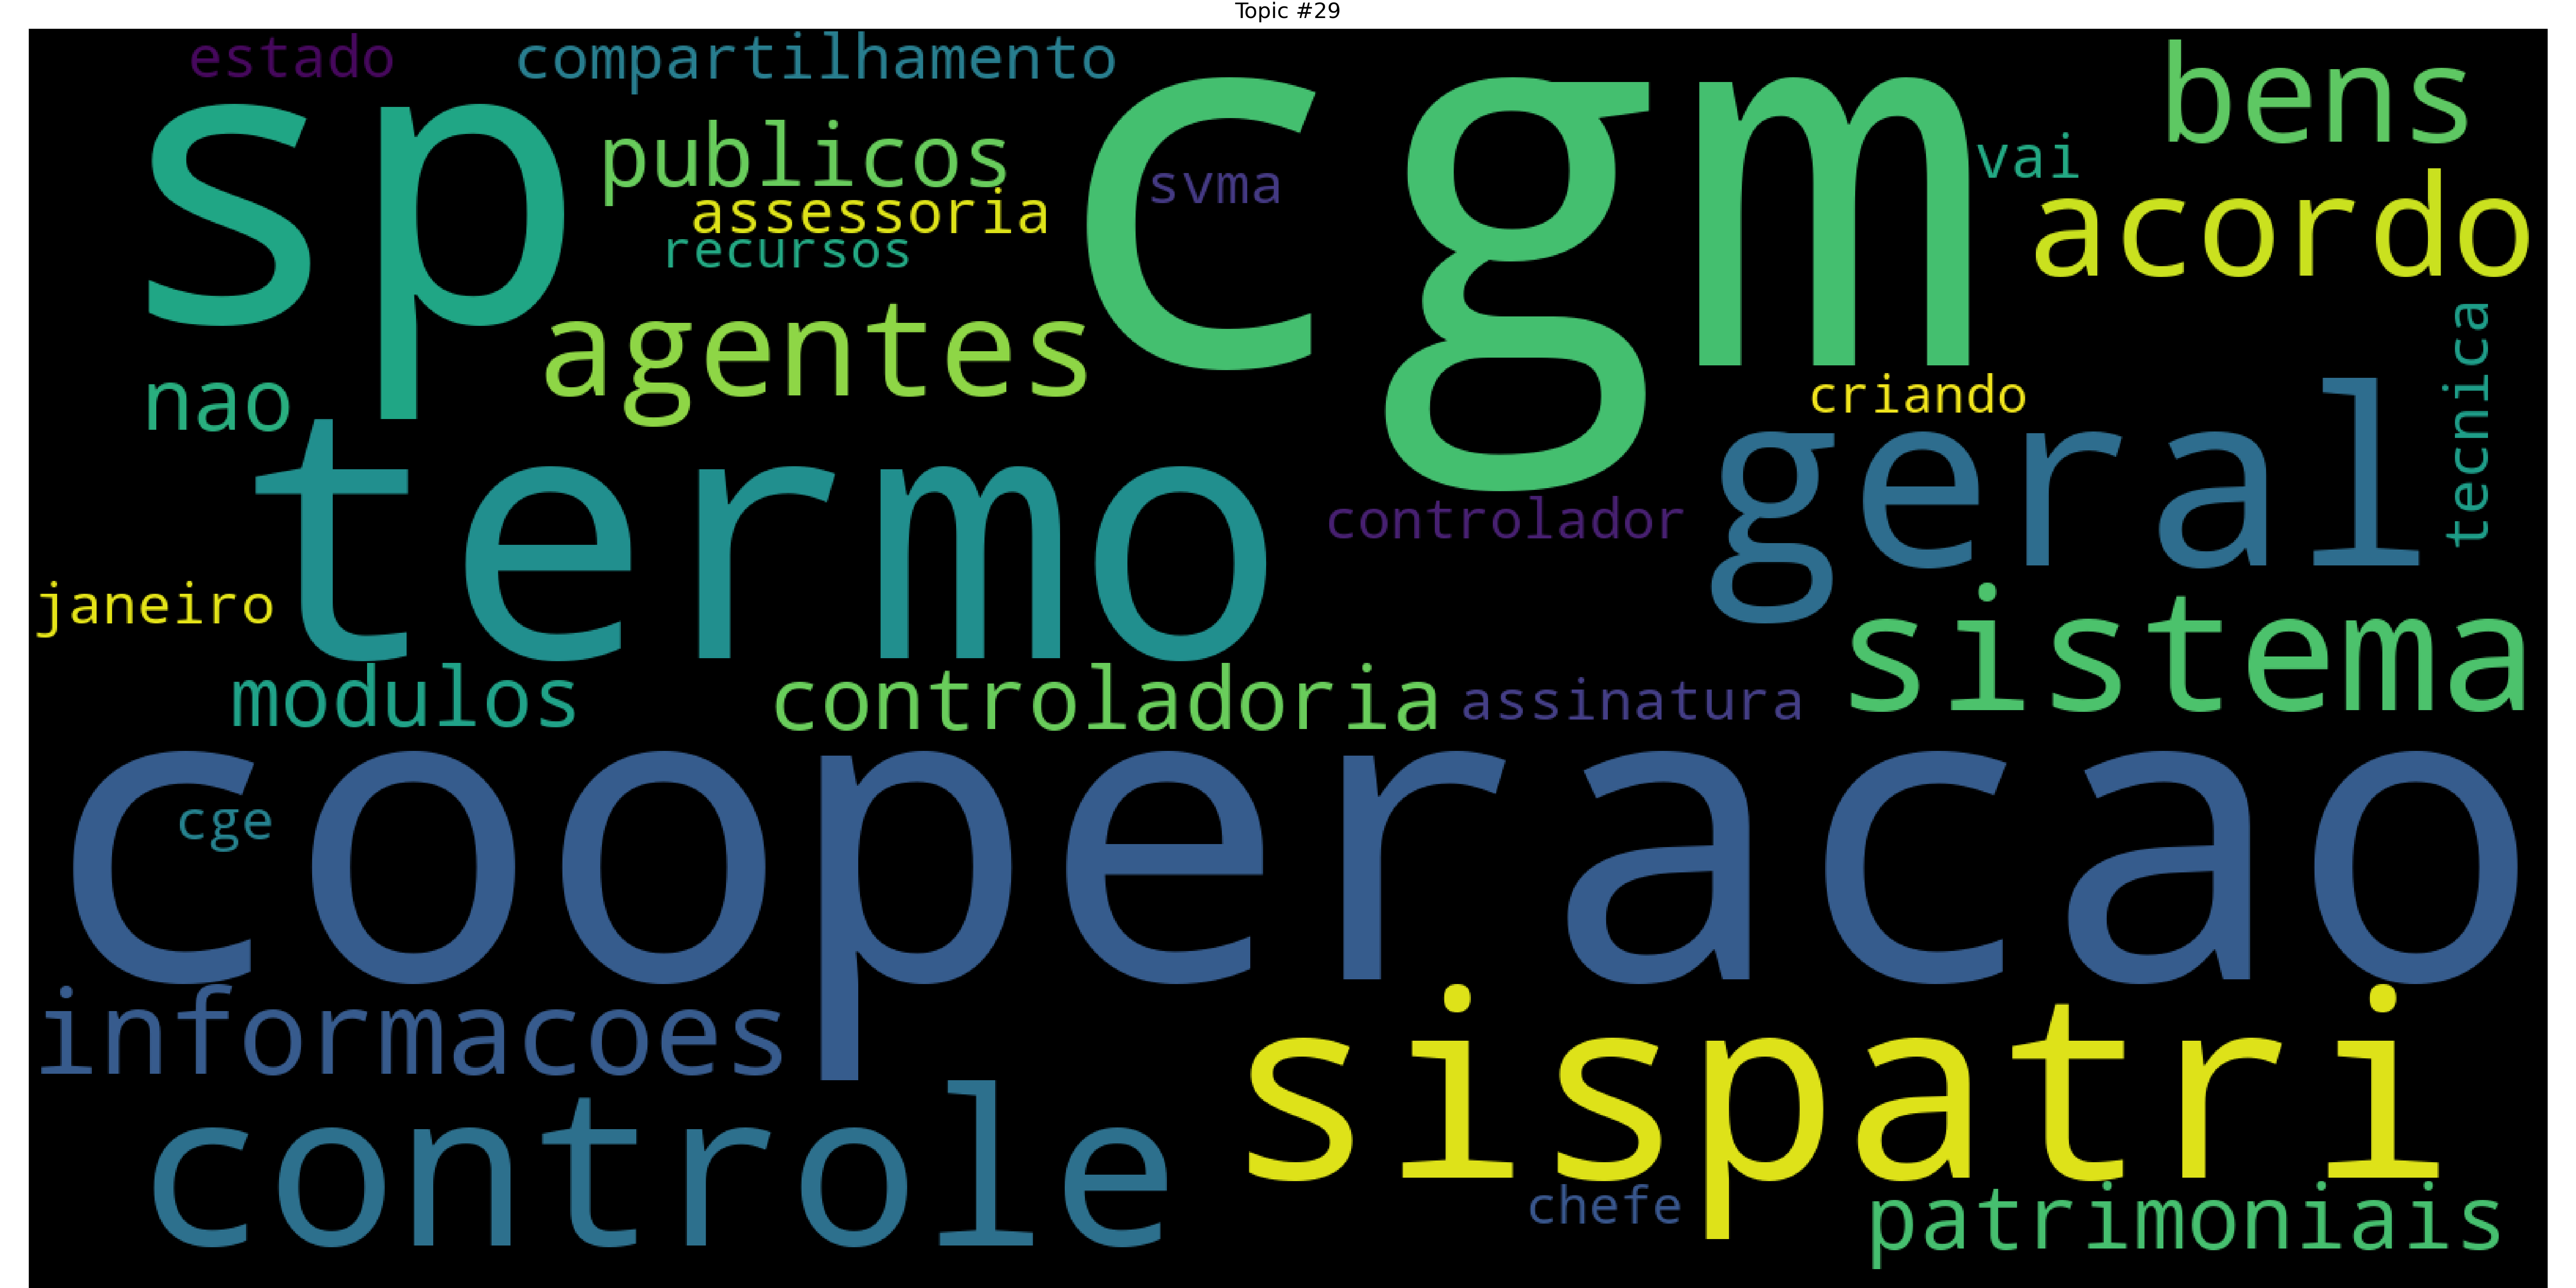 Topic #29
estado
compartilhamento
sp
cgm
bens
publicos
svma
vai
assessoria
acordo
recursos
agentes
nao
criando
tecnica
termo
geral
controlador
janeiro
sistema
modulos
controladoria
assinatura
cooperacao
cge
informacoes
sispatri
controle
chefe
patrimoniais